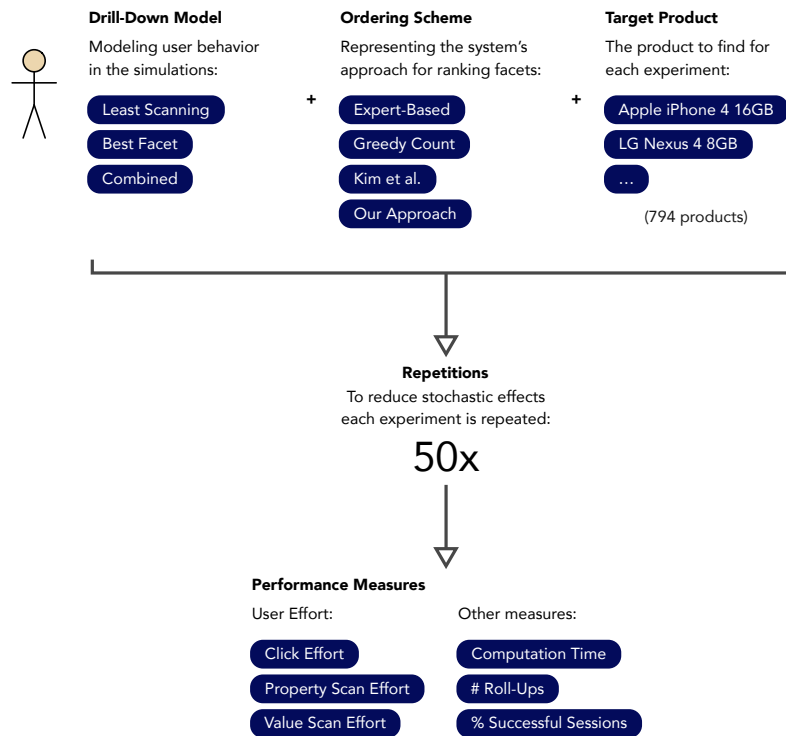 Drill-Down Model
Modeling user behavior
in the simulations:
Least Scanning
Best Facet
Combined
+
Ordering Scheme
Representing the system's
approach for ranking facets:
Expert-Based
Greedy Count
Kim et al.
Our Approach
+
Target Product
The product to find for
each experiment:
Apple iPhone 4 16GB
LG Nexus 4 8GB
...
(794 products)
Repetitions
To reduce stochastic effects
each experiment is repeated:
50x
Performance Measures
User Effort:
Click Effort
Property Scan Effort
Value Scan Effort
Other measures:
Computation Time
# Roll-Ups
% Successful Sessions